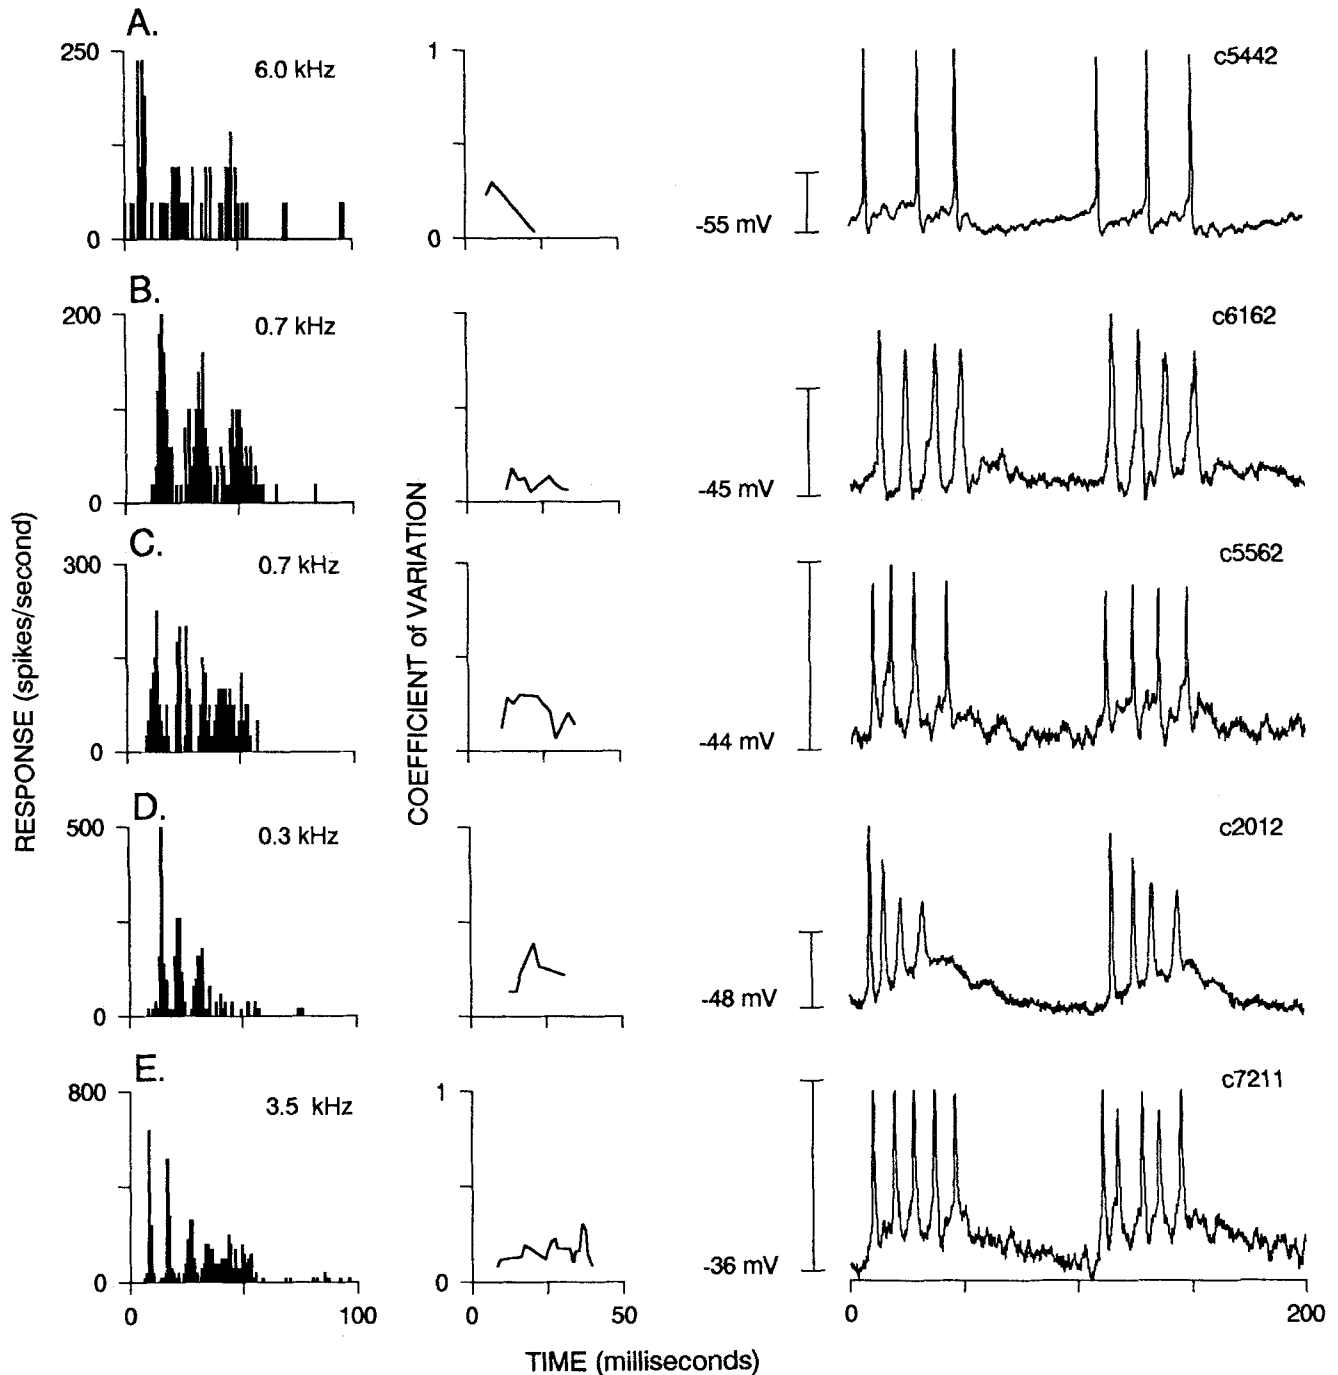 A.
250
6.0 kHz
0
1
0
-55 mV
c5442
B.
200
0.7 kHz
0
-45 mV
c6162
C.
300
0.7 kHz
0
-44 mV
c5562
D.
500
0.3 kHz
0
-48 mV
c2012
E.
800
3.5 kHz
0
0
100
1
0
0
50
-36 mV
c7211
0
200
RESPONSE (spikes/second)
COEFFICIENT of VARIATION
TIME (milliseconds)